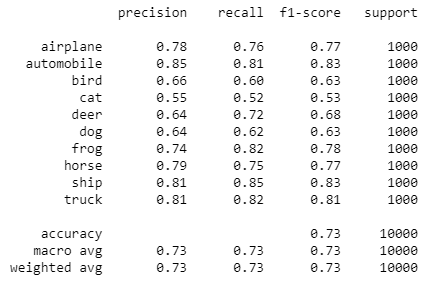 precision recall f1-score support
airplane 0.78 0.76 0.77 1000
automobile 0.85 0.81 0.83 1000
bird 0.66 0.60 0.63 1000
cat 0.55 0.52 0.53 1000
deer 0.64 0.72 0.68 1000
dog 0.64 0.62 0.63 1000
frog 0.74 0.82 0.78 1000
horse 0.79 0.75 0.77 1000
ship 0.81 0.85 0.83 1000
truck 0.81 0.82 0.81 1000
accuracy 0.73 10000
macro avg 0.73 0.73 0.73 10000
weighted avg 0.73 0.73 0.73 10000